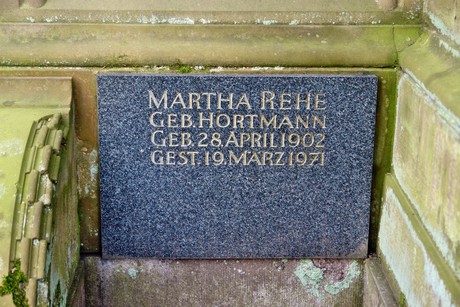 MARTHA REHE
GEB. HORTMANN
GEB. 28. APRIL 1902
GEST. 19. MÄRZ 1971